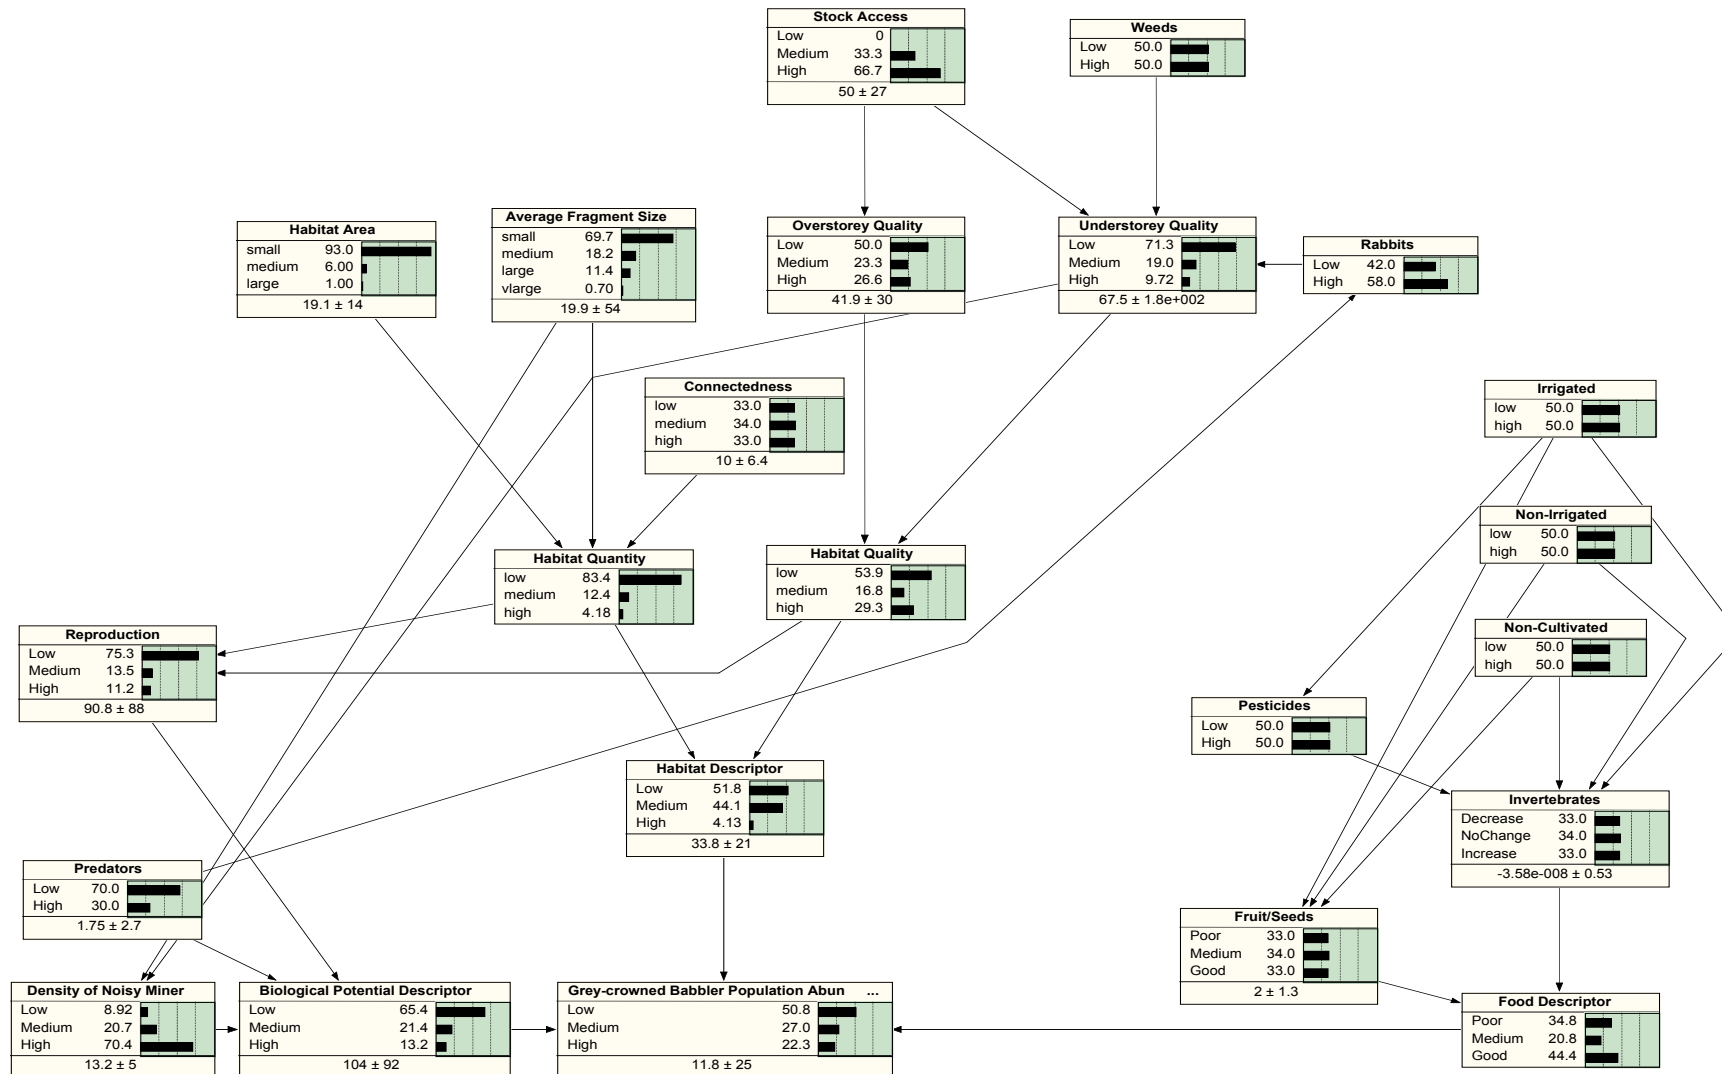 Stock Access
Low 0
Medium 33.3
High 66.7
50 ± 27
Weeds
Low 50.0
High 50.0
Habitat Area
small 93.0
medium 6.00
large 1.00
19.1 ± 14
Average Fragment Size
small 69.7
medium 18.2
large 11.4
vlarge 0.70
19.9 ± 54
Overstorey Quality
Low 50.0
Medium 23.3
High 26.6
41.9 ± 30
Understorey Quality
Low 71.3
Medium 19.0
High 9.72
67.5 ± 1.8e+002
Rabbits
Low 42.0
High 58.0
Connectedness
low 33.0
medium 34.0
high 33.0
10 ± 6.4
Irrigated
low 50.0
high 50.0
Non-Irrigated
low 50.0
high 50.0
Habitat Quantity
low 83.4
medium 12.4
high 4.18
Habitat Quality
low 53.9
medium 16.8
high 29.3
Non-Cultivated
low 50.0
high 50.0
Reproduction
Low 75.3
Medium 13.5
High 11.2
90.8 ± 88
Pesticides
Low 50.0
High 50.0
Habitat Descriptor
Low 51.8
Medium 44.1
High 4.13
33.8 ± 21
Invertebrates
Decrease 33.0
NoChange 34.0
Increase 33.0
-3.58e-008 ± 0.53
Predators
Low 70.0
High 30.0
1.75 ± 2.7
Fruit/Seeds
Poor 33.0
Medium 34.0
Good 33.0
2 ± 1.3
Density of Noisy Miner
Low 8.92
Medium 20.7
High 70.4
13.2 ± 5
Biological Potential Descriptor
Low 65.4
Medium 21.4
High 13.2
104 ± 92
Grey-crowned Babbler Population Abun ...
Low 50.8
Medium 27.0
High 22.3
11.8 ± 25
Food Descriptor
Poor 34.8
Medium 20.8
Good 44.4